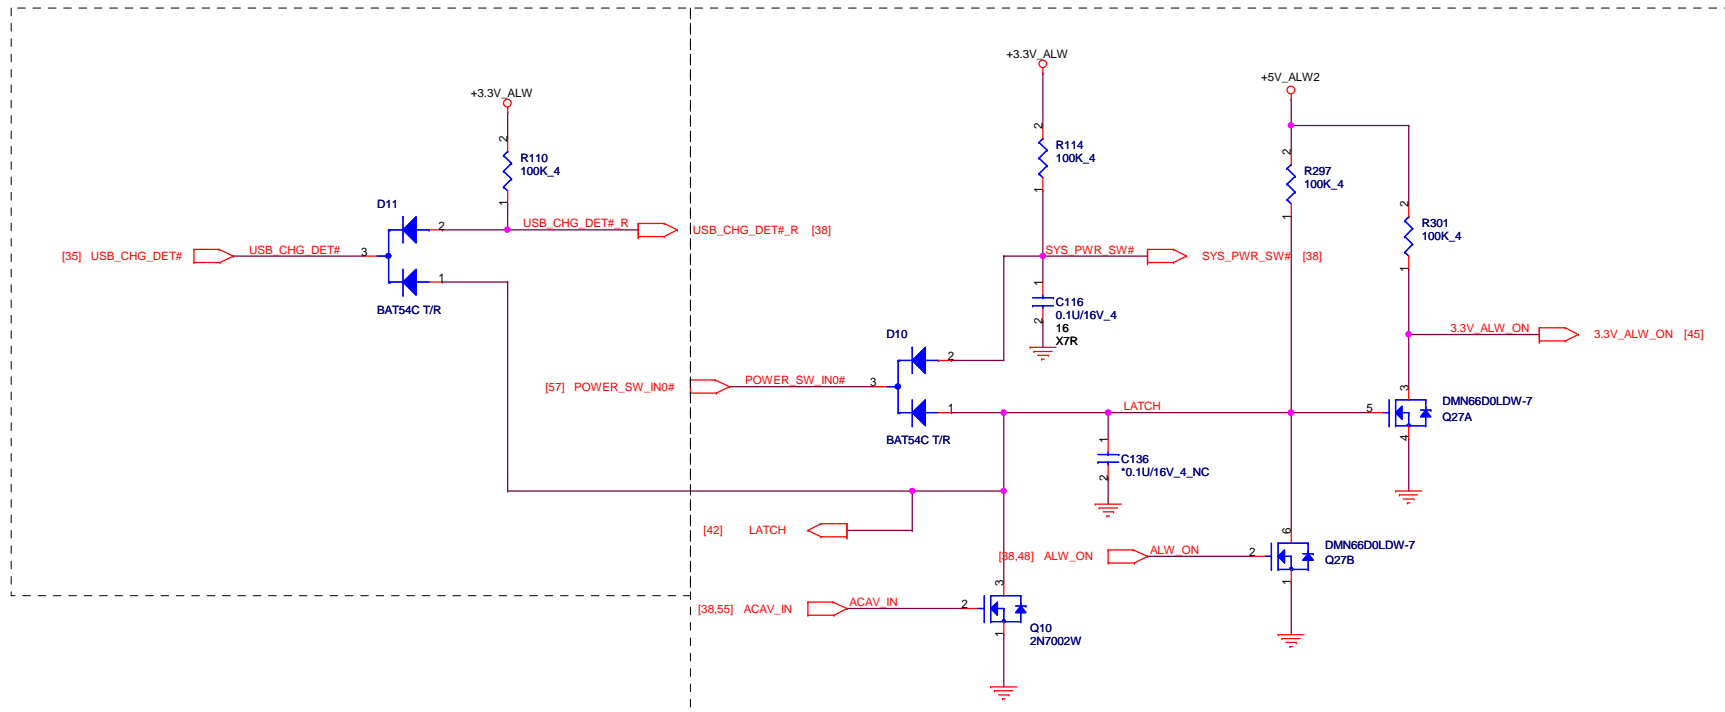 +3.3V_ALW
2
R110
100K_4
1
D11
2
USB_CHG_DET#_R
USB_CHG_DET#_R [38]
[35] USB_CHG_DET#
USB_CHG_DET#
3
1
BAT54C T/R
+3.3V_ALW
2
R114
100K_4
1
SYS_PWR_SW#
SYS_PWR_SW# [38]
1
C116
0.1U/16V_4
2
16
X7R
D10
2
[57] POWER_SW_IN0#
POWER_SW_IN0#
3
1
BAT54C T/R
LATCH
1
C136
*0.1U/16V_4_NC
2
[42] LATCH
[38,55] ACAV_IN
ACAV_IN
2
3
1
Q10
2N7002W
+5V_ALW2
2
R297
100K_4
1
2
R301
100K_4
1
3.3V_ALW_ON
3.3V_ALW_ON [45]
5
3
4
DMN66D0LDW-7
Q27A
[38,48] ALW_ON
ALW_ON
2
6
1
DMN66D0LDW-7
Q27B